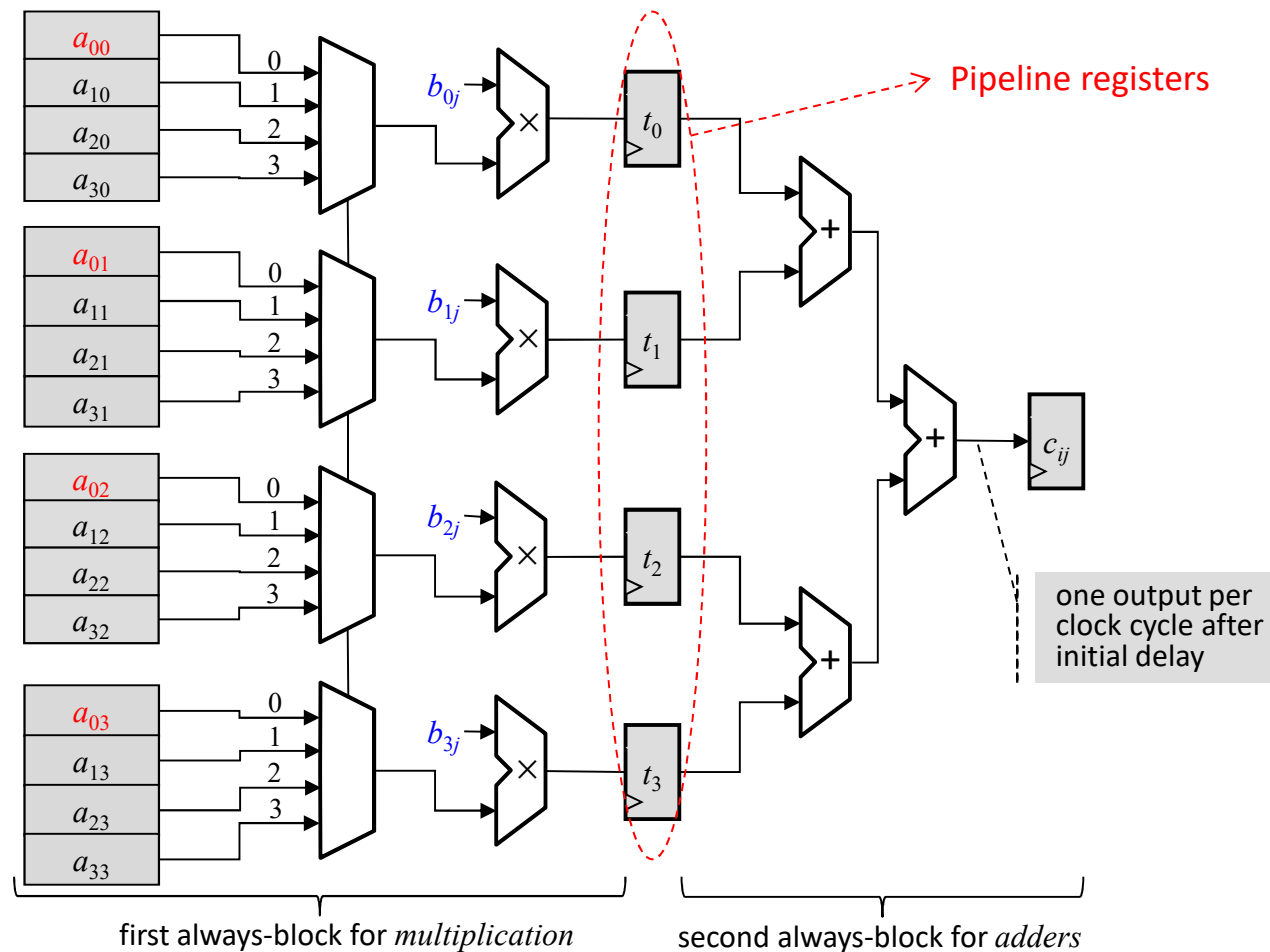 a00
a10
a20
a30
0
1
2
3
b0j
×
t0
Pipeline registers
+
a01
a11
a21
a31
0
1
2
3
b1j
×
t1
+
cij
a02
a12
a22
a32
0
1
2
3
b2j
×
t2
+
one output per
clock cycle after
initial delay
a03
a13
a23
a33
0
1
2
3
b3j
×
t3
first always-block for multiplication
second always-block for adders